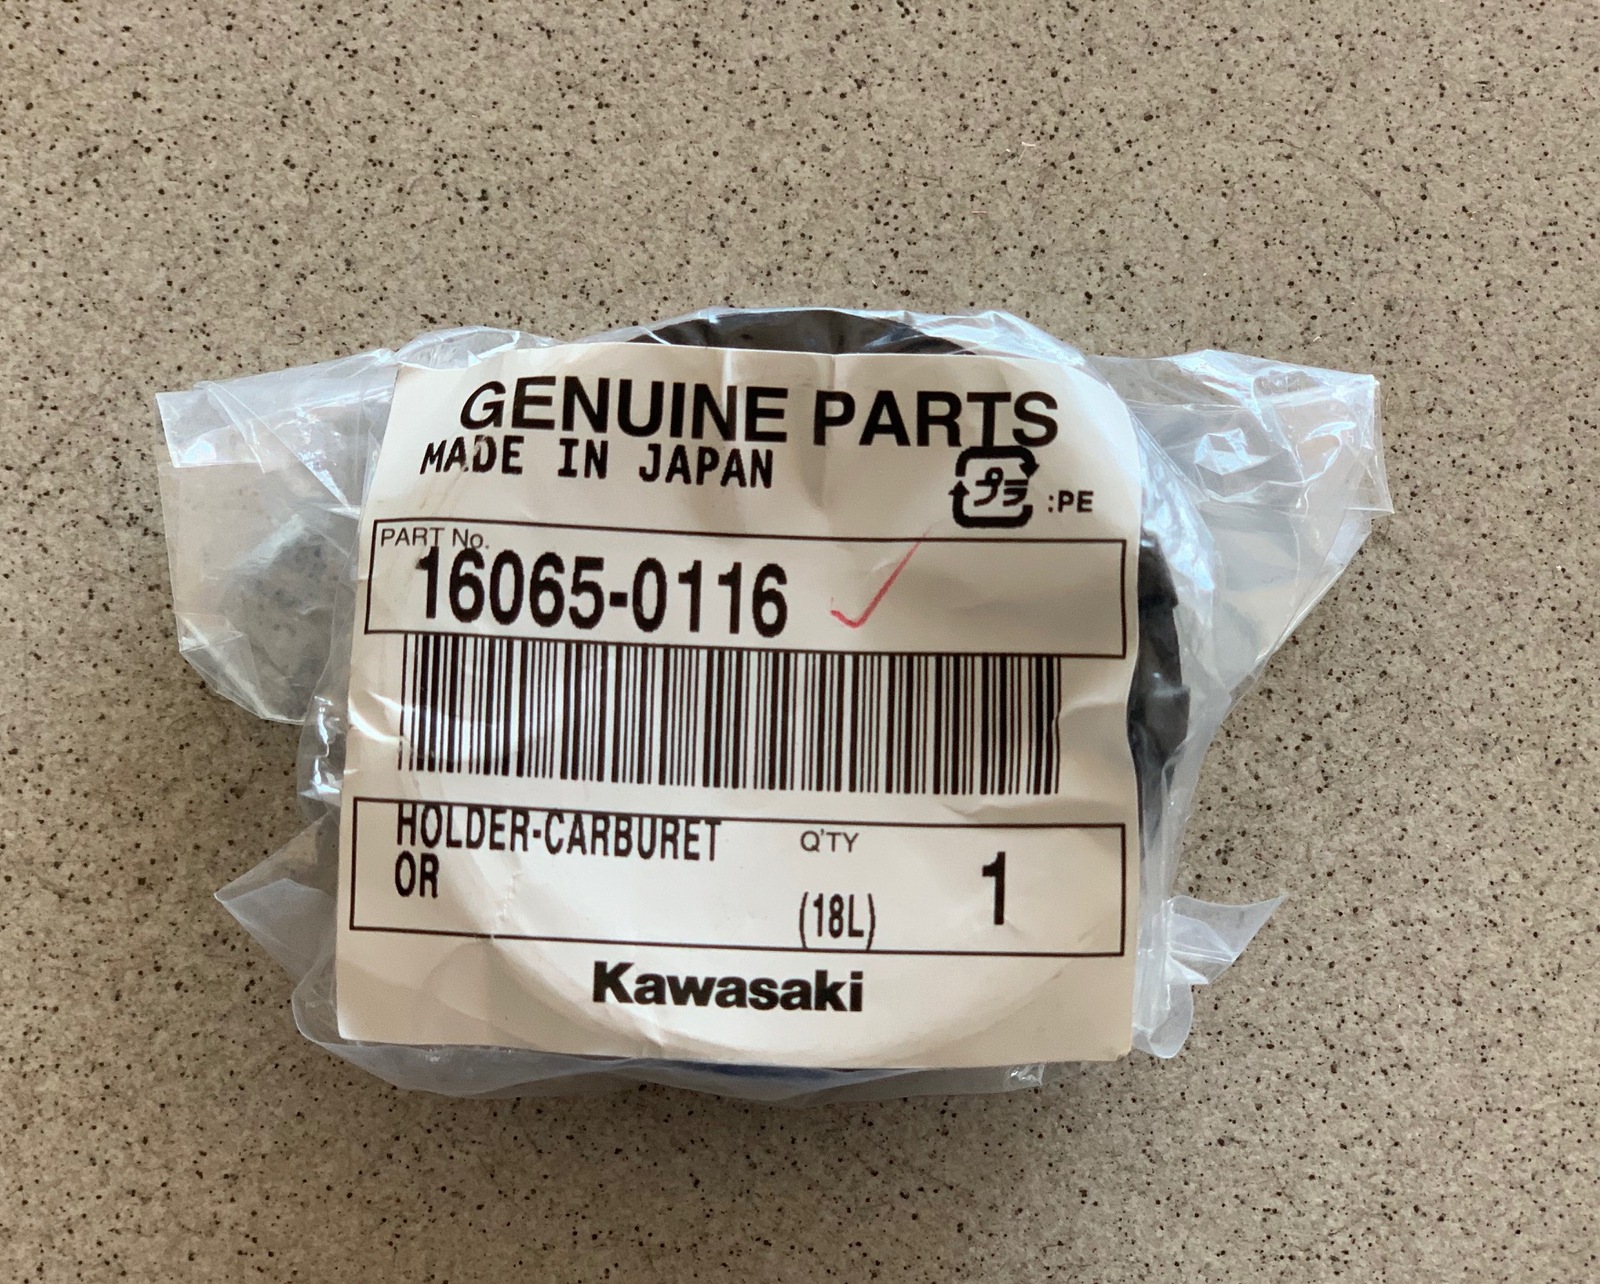 GENUINE PARTS
MADE IN JAPAN
プラ :PE
PART No.
16065-0116
HOLDER-CARBURET
OR
Q'TY
(18L)
1
Kawasaki